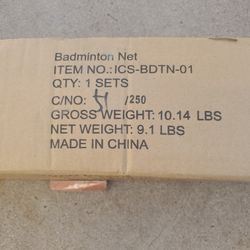 Badminton Net
ITEM NO.: ICS-BDTN-01
QTY: 1 SETS
C/NO: 51 /250
GROSS WEIGHT: 10.14 LBS
NET WEIGHT: 9.1 LBS
MADE IN CHINA